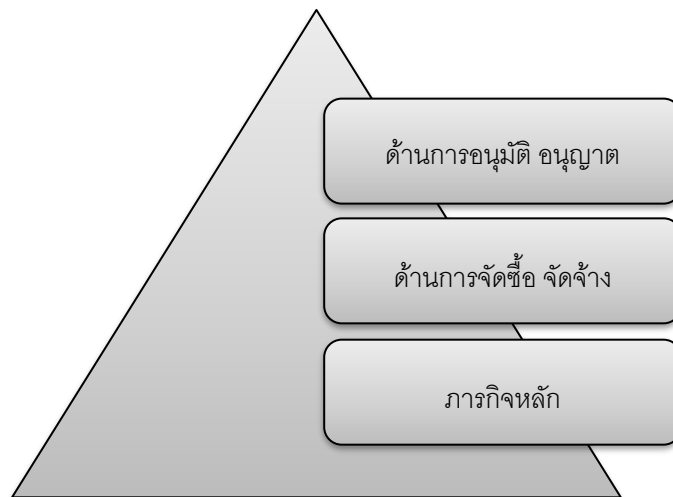 ด้านการอนุมัติ อนุญาต
ด้านการจัดซื้อ จัดจ้าง
ภารกิจหลัก